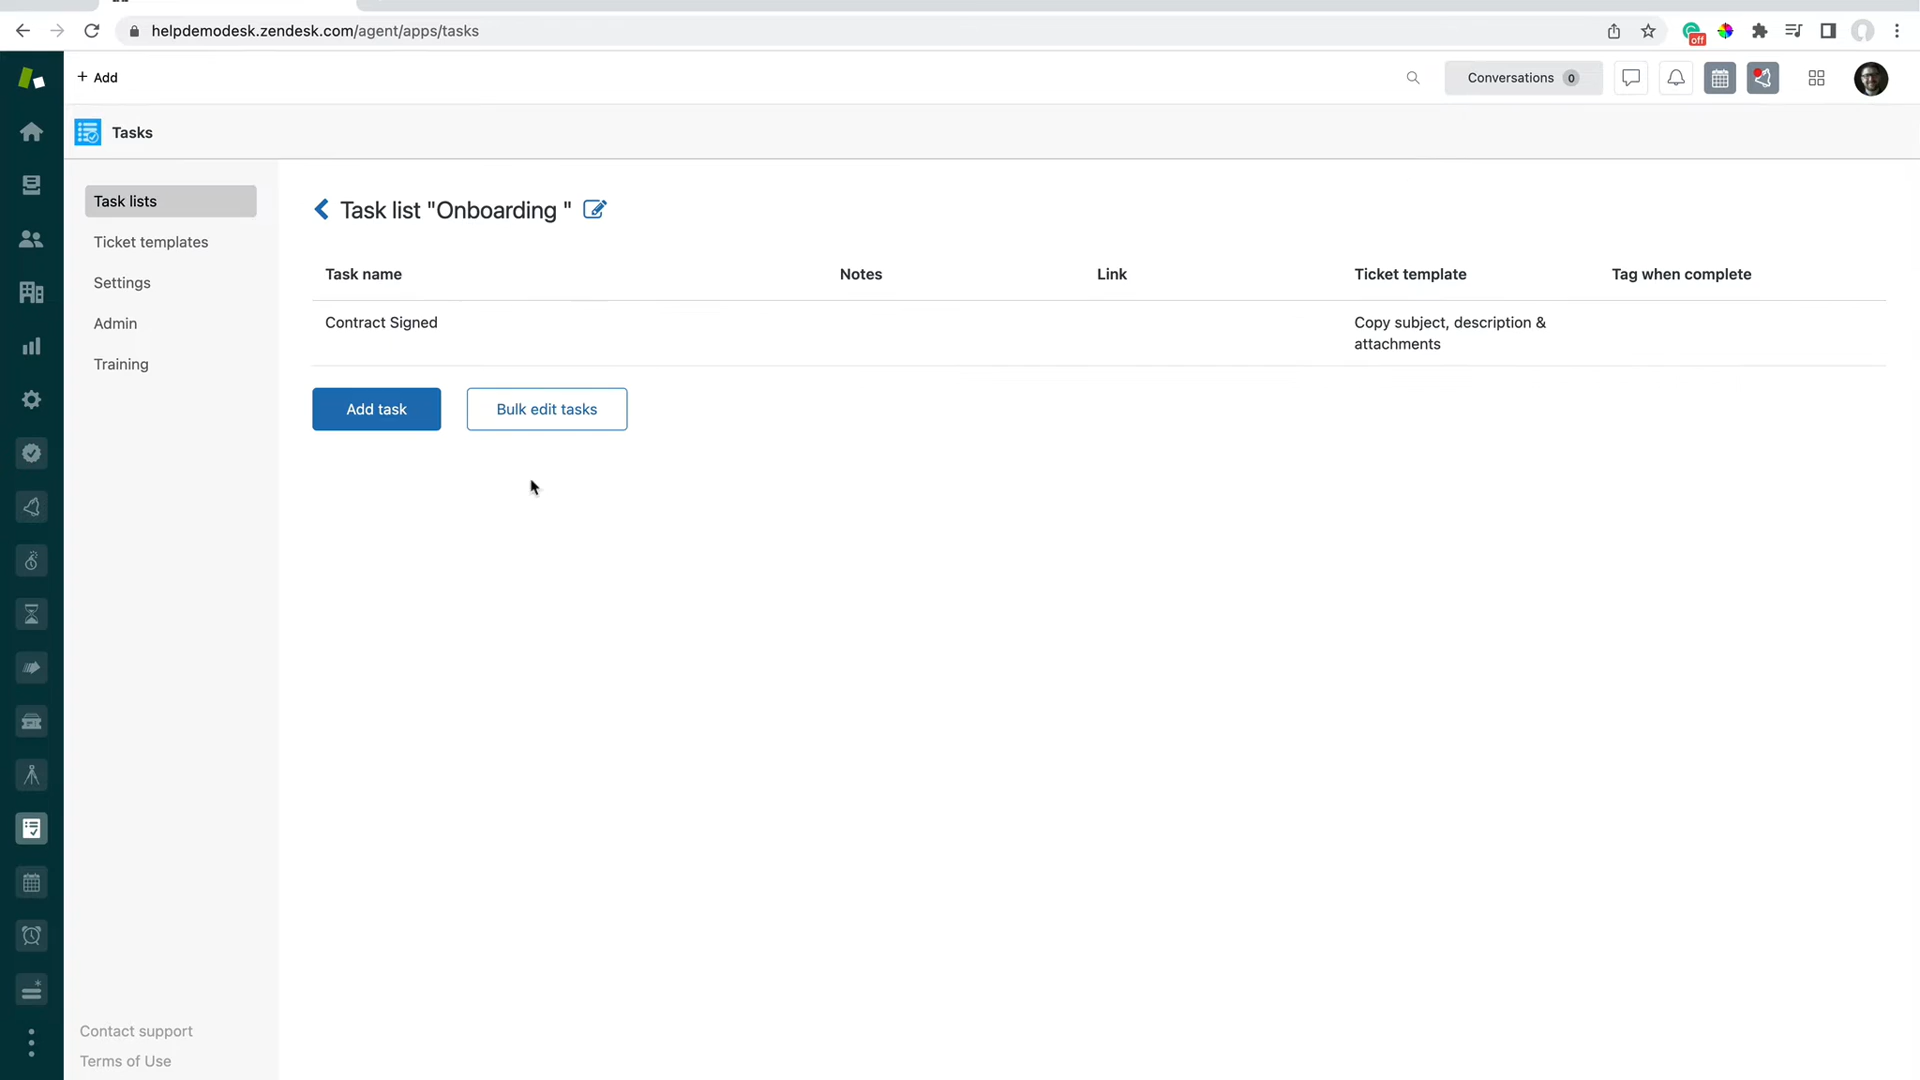 helpdemodesk.zendesk.com/agent/apps/tasks
off
+ Add
Conversations 0
Tasks
Task lists
Ticket templates
Settings
Admin
Training
Task list "Onboarding "
Task name Notes Link Ticket template Tag when complete
Contract Signed Copy subject, description &
attachments
Add task Bulk edit tasks
Contact support
Terms of Use